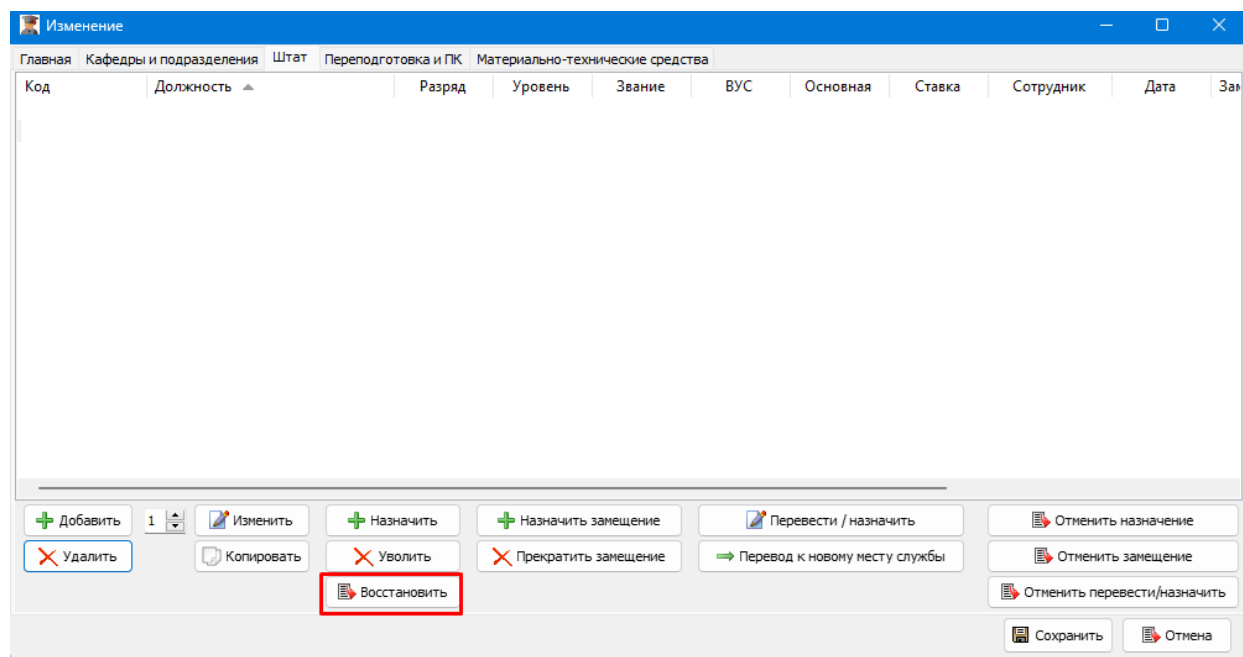 Изменение
Главная Кафедры и подразделения Штат Переподготовка и ПК Материально-технические средства
Код Должность Разряд Уровень Звание ВУС Основная Ставка Сотрудник Дата Зам
Добавить 1 Изменить Назначить Назначить замещение Перевести / назначить Отменить назначение
Удалить Копировать Уволить Прекратить замещение Перевод к новому месту службы Отменить замещение
Восстановить Отменить перевести/назначить
Сохранить Отмена